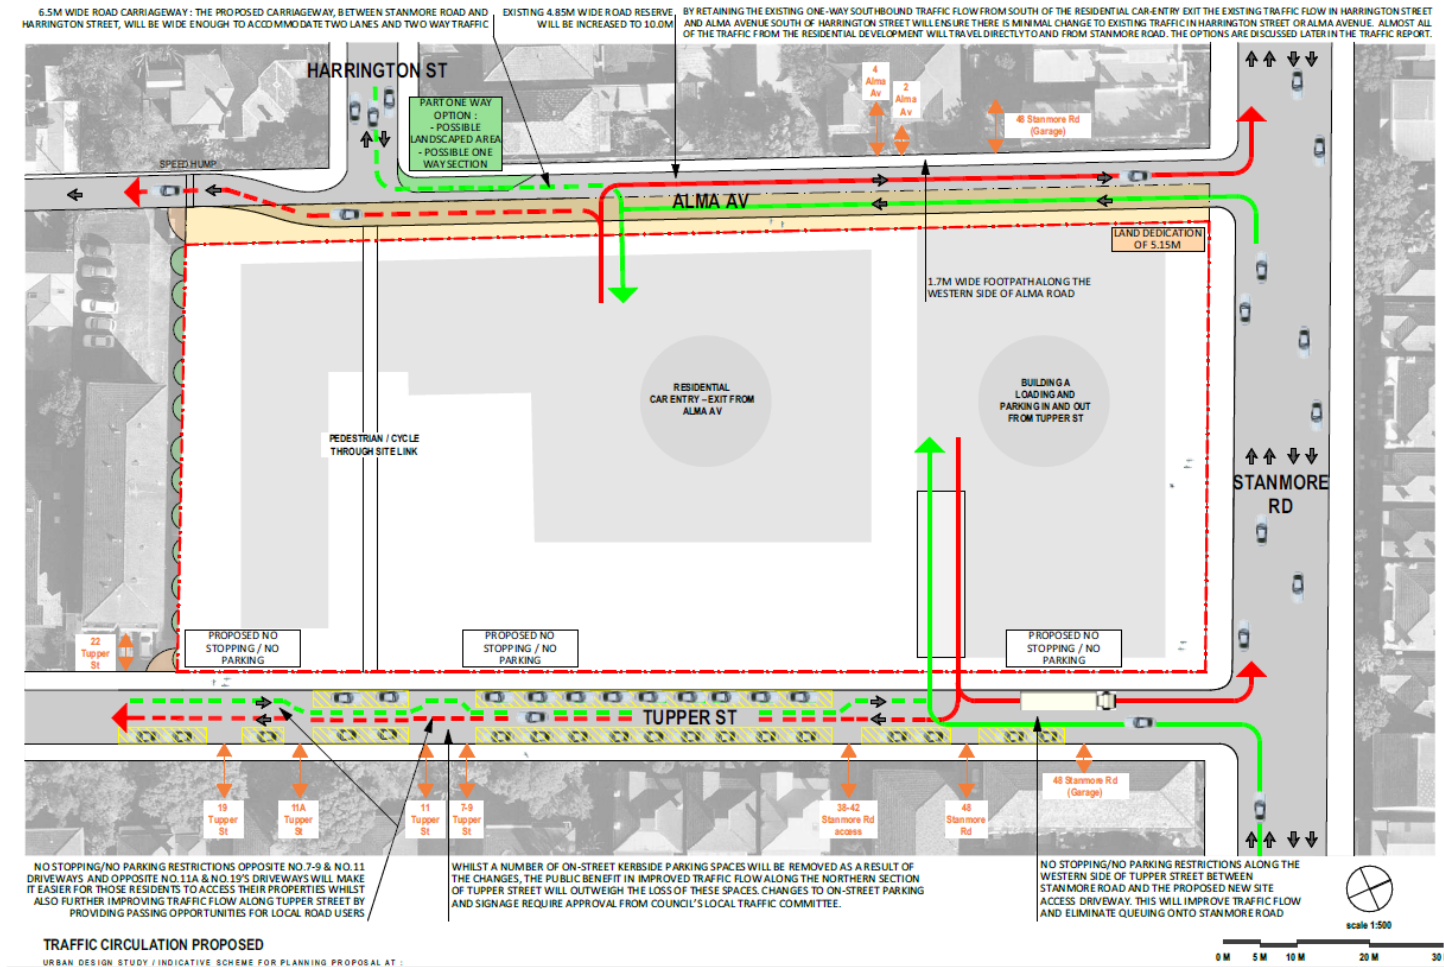 6.5M WIDE ROAD CARRIAGEWAY : THE PROPOSED CARRIAGEWAY, BETWEEN STANMORE ROAD AND
HARRINGTON STREET, WILL BE WIDE ENOUGH TO ACCOMMODATE TWO LANES AND TWO WAY TRAFFIC
EXISTING 4.85M WIDE ROAD RESERVE
WILL BE INCREASED TO 10.0M
BY RETAINING THE EXISTING ONE-WAY SOUTHBOUND TRAFFIC FLOW FROM SOUTH OF THE RESIDENTIAL CAR-ENTRY EXIT THE EXISTING TRAFFIC FLOW IN HARRINGTON STREET
AND ALMA AVENUE SOUTH OF HARRINGTON STREET WILL ENSURE THERE IS MINIMAL CHANGE TO EXISTING TRAFFIC IN HARRINGTON STREET OR ALMA AVENUE. ALMOST ALL
OF THE TRAFFIC FROM THE RESIDENTIAL DEVELOPMENT WILL TRAVEL DIRECTLY TO AND FROM STANMORE ROAD. THE OPTIONS ARE DISCUSSED LATER IN THE TRAFFIC REPORT.
HARRINGTON ST
PART ONE WAY
OPTION :
- POSSIBLE
LANDSCAPED AREA
- POSSIBLE ONE
WAY SECTION
4
Alma
Av
2
Alma
Av
48 Stanmore Rd
(Garage)
SPEED HUMP
ALMA AV
LAND DEDICATION
OF 5.15M
1.7M WIDE FOOTPATH ALONG THE
WESTERN SIDE OF ALMA ROAD
RESIDENTIAL
CAR ENTRY – EXIT FROM
ALMA AV
BUILDING A
LOADING AND
PARKING IN AND OUT
FROM TUPPER ST
PEDESTRIAN / CYCLE
THROUGH SITE LINK
STANMORE
RD
22
Tupper
St
PROPOSED NO
STOPPING / NO
PARKING
PROPOSED NO
STOPPING / NO
PARKING
PROPOSED NO
STOPPING / NO
PARKING
TUPPER ST
19
Tupper
St
11A
Tupper
St
11
Tupper
St
7-9
Tupper
St
38-42
Stanmore Rd
access
48
Stanmore
Rd
48 Stanmore Rd
(Garage)
NO STOPPING/NO PARKING RESTRICTIONS OPPOSITE NO.7-9 & NO.11
DRIVEWAYS AND OPPOSITE NO.11A & NO.19'S DRIVEWAYS WILL MAKE
IT EASIER FOR THOSE RESIDENTS TO ACCESS THEIR PROPERTIES WHILST
ALSO FURTHER IMPROVING TRAFFIC FLOW ALONG TUPPER STREET BY
PROVIDING PASSING OPPORTUNITIES FOR LOCAL ROAD USERS
WHILST A NUMBER OF ON-STREET KERBSIDE PARKING SPACES WILL BE REMOVED AS A RESULT OF
THE CHANGES, THE PUBLIC BENEFIT IN IMPROVED TRAFFIC FLOW ALONG THE NORTHERN SECTION
OF TUPPER STREET WILL OUTWEIGH THE LOSS OF THESE SPACES. CHANGES TO ON-STREET PARKING
AND SIGNAGE REQUIRE APPROVAL FROM COUNCIL'S LOCAL TRAFFIC COMMITTEE.
NO STOPPING/NO PARKING RESTRICTIONS ALONG THE
WESTERN SIDE OF TUPPER STREET BETWEEN
STANMORE ROAD AND THE PROPOSED NEW SITE
ACCESS DRIVEWAY. THIS WILL IMPROVE TRAFFIC FLOW
AND ELIMINATE QUEUING ONTO STANMORE ROAD
scale 1:500
0 M 5 M 10 M 20 M 30
TRAFFIC CIRCULATION PROPOSED
URBAN DESIGN STUDY / INDICATIVE SCHEME FOR PLANNING PROPOSAL AT :